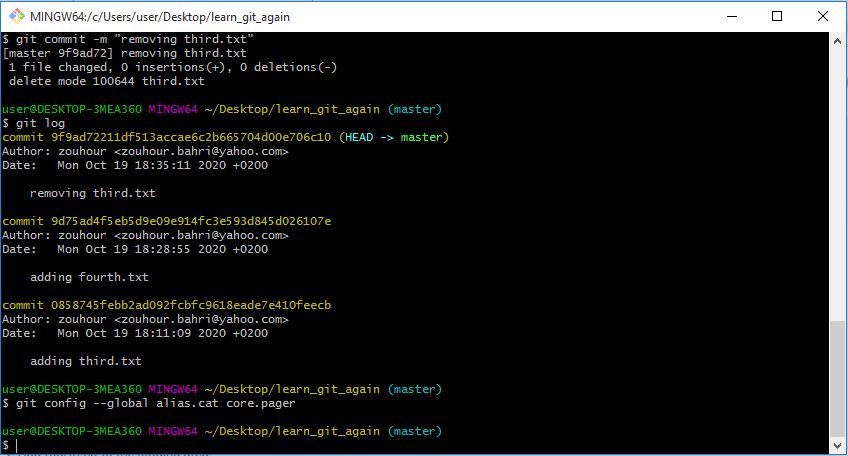 MINGW64:/c/Users/user/Desktop/learn_git_again
$ git commit -m "removing third.txt"
[master 9f9ad72] removing third.txt
 1 file changed, 0 insertions(+), 0 deletions(-)
 delete mode 100644 third.txt
user@DESKTOP-3MEA36O MINGW64 ~/Desktop/learn_git_again (master)
$ git log
commit 9f9ad72211df513accae6c2b665704d00e706c10 (HEAD -> master)
Author: zouhour <zouhour.bahri@yahoo.com>
Date:   Mon Oct 19 18:35:11 2020 +0200
    removing third.txt
commit 9d75ad4f5eb5d9e09e914fc3e593d845d026107e
Author: zouhour <zouhour.bahri@yahoo.com>
Date:   Mon Oct 19 18:28:55 2020 +0200
    adding fourth.txt
commit 0858745febb2ad092fcbfc9618eade7e410feecb
Author: zouhour <zouhour.bahri@yahoo.com>
Date:   Mon Oct 19 18:11:09 2020 +0200
    adding third.txt
user@DESKTOP-3MEA36O MINGW64 ~/Desktop/learn_git_again (master)
$ git config --global alias.cat core.pager
user@DESKTOP-3MEA36O MINGW64 ~/Desktop/learn_git_again (master)
$